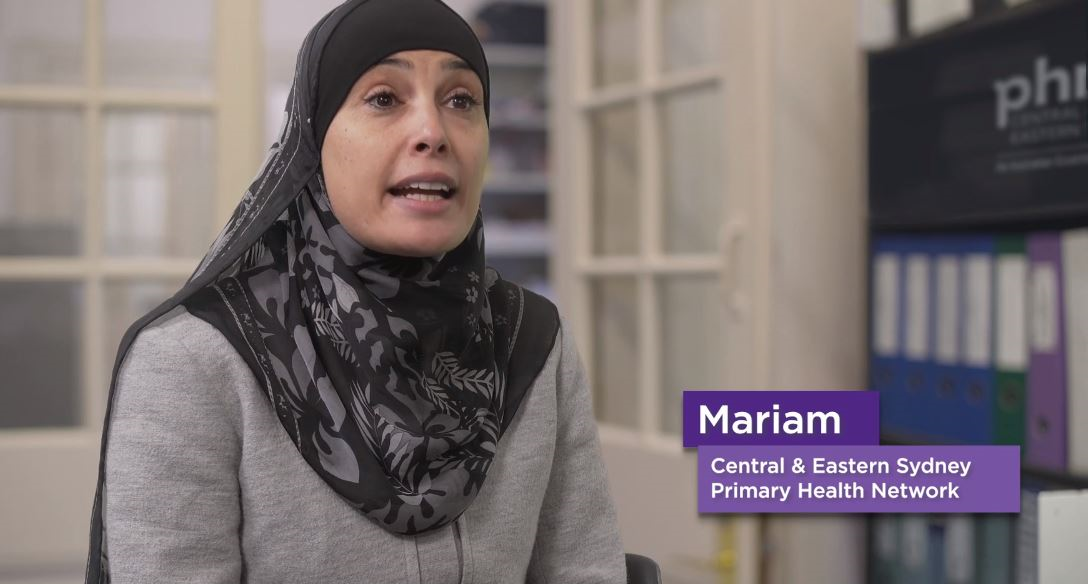 phn
CENTRAL
EASTERN
Mariam
Central & Eastern Sydney
Primary Health Network